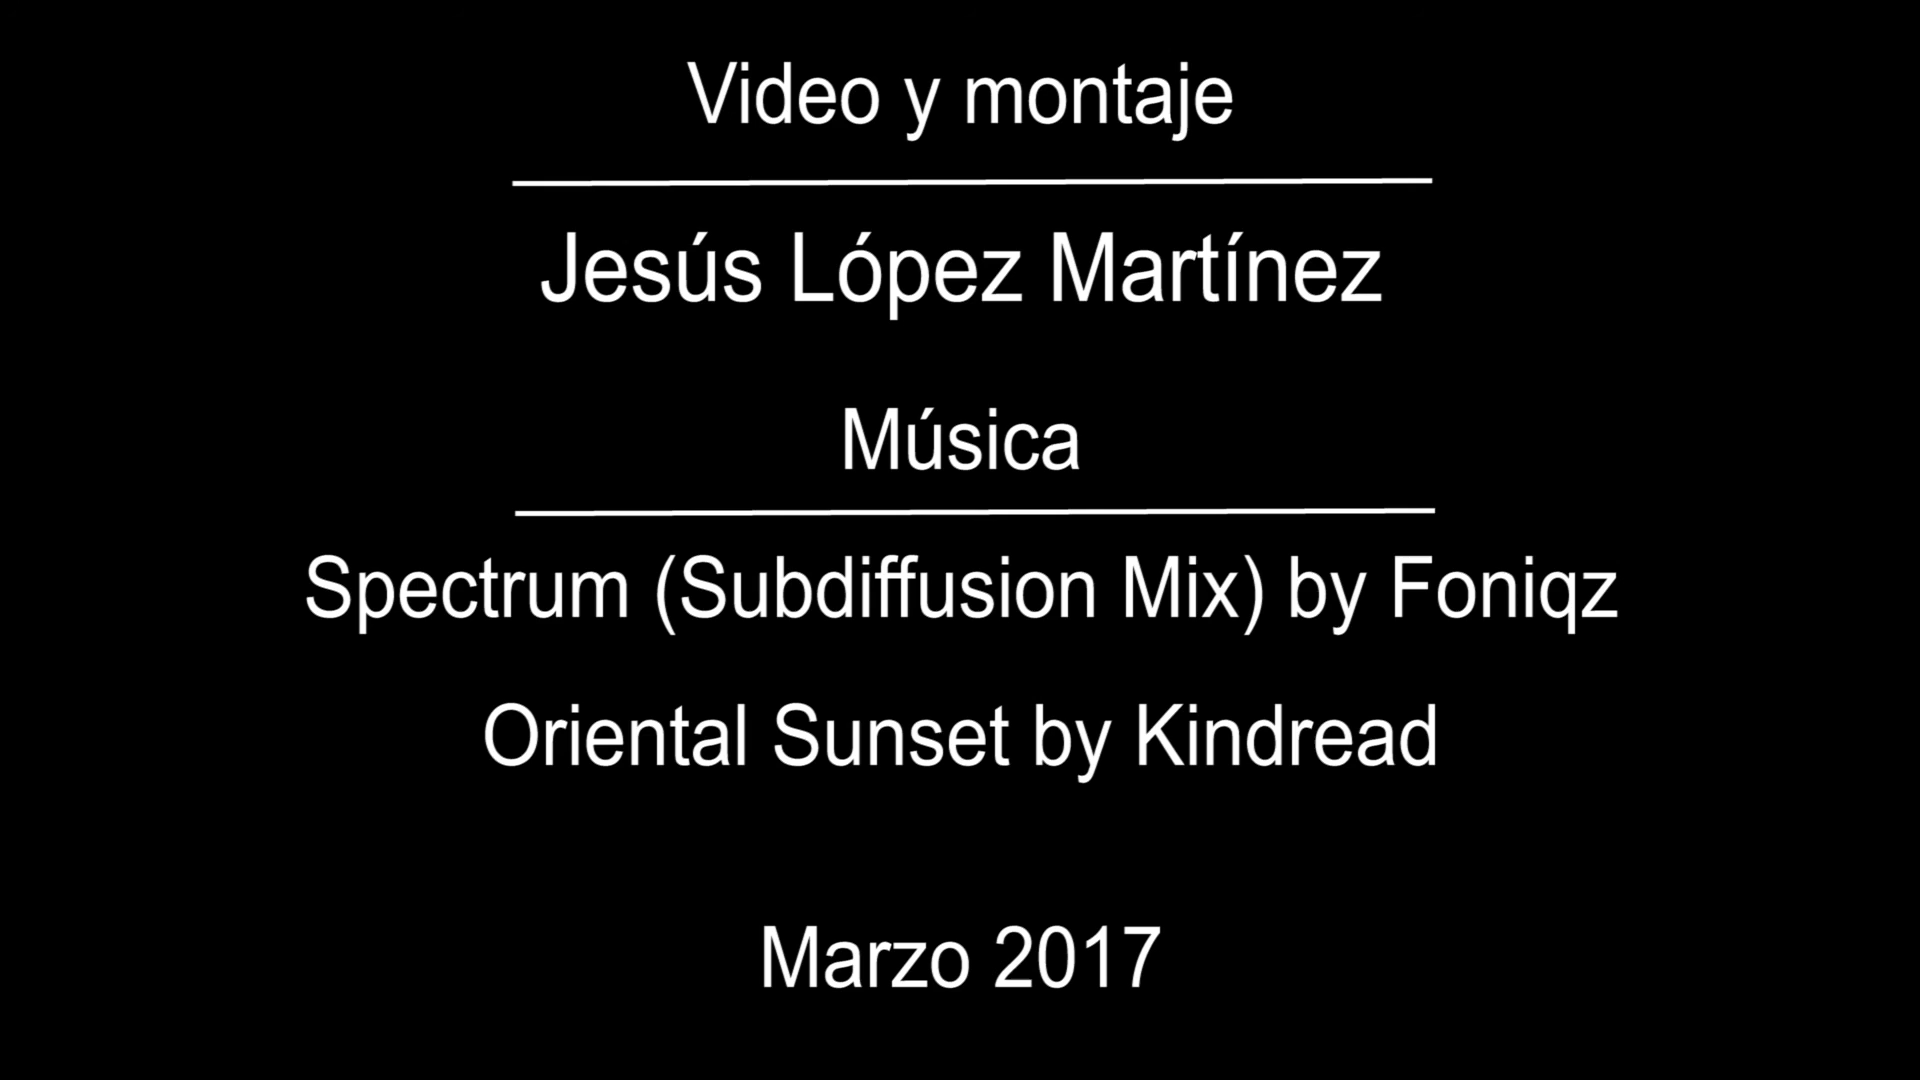 Video y montaje
Jesús López Martínez
Música
Spectrum (Subdiffusion Mix) by Foniqz
Oriental Sunset by Kindread
Marzo 2017